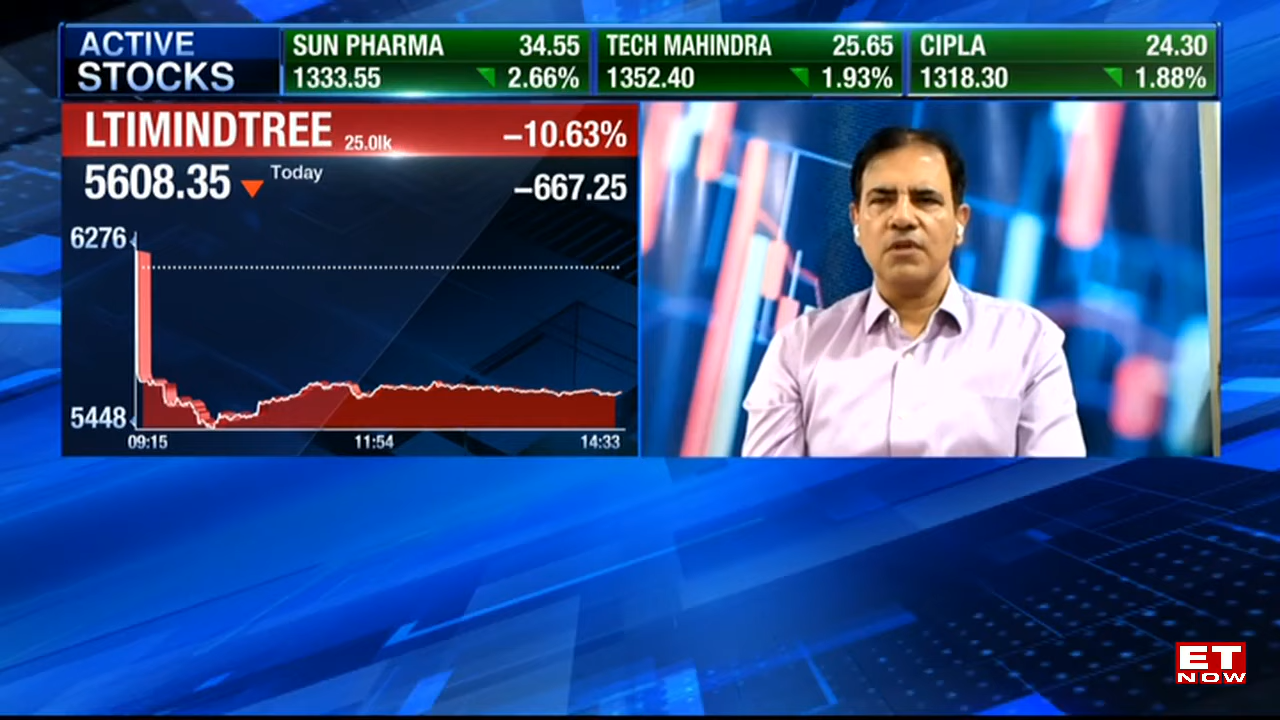 ACTIVE STOCKS
SUN PHARMA 34.55
1333.55 2.66%
TECH MAHINDRA 25.65
1352.40 1.93%
CIPLA 24.30
1318.30 1.88%
LTIMINDTREE 25.0lk –10.63%
5608.35 Today –667.25
6276
5448
09:15 11:54 14:33
ET
NOW